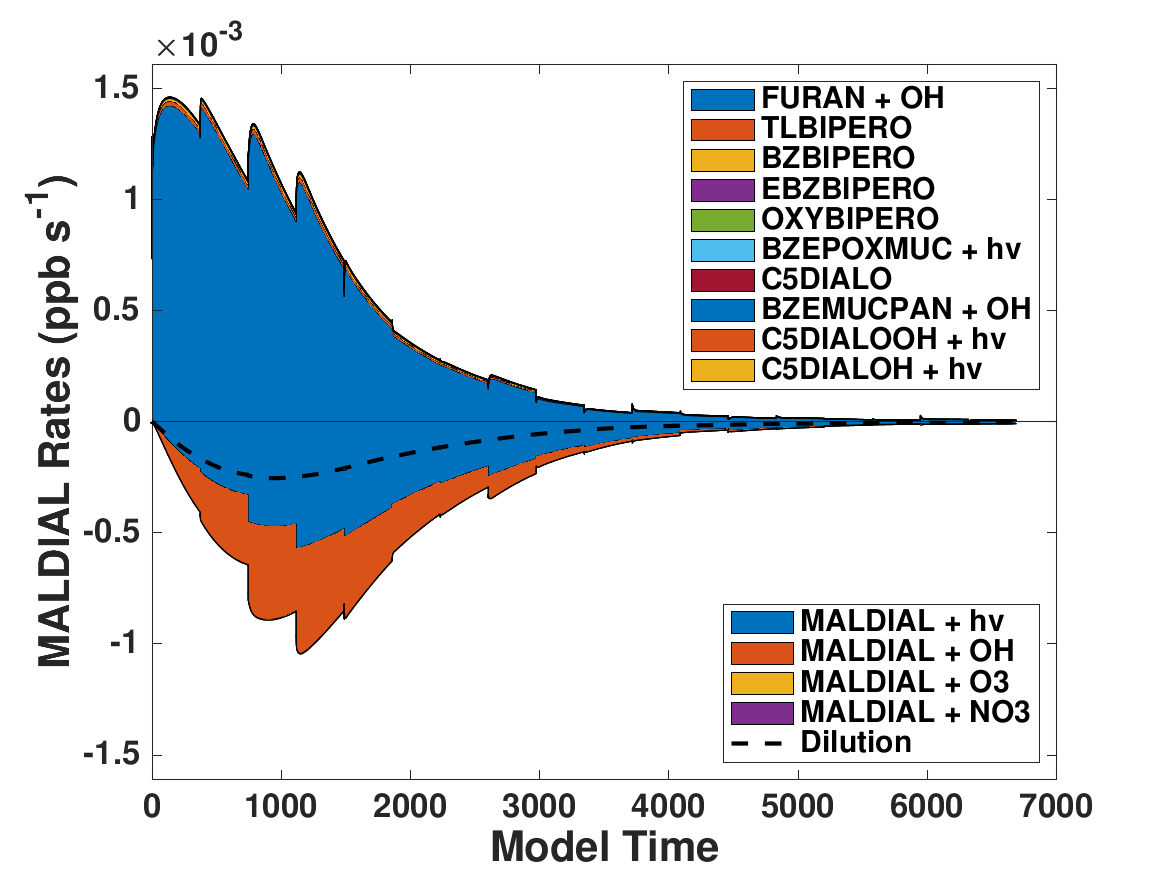 ×10-3
1.5
1
0.5
0
-0.5
-1
-1.5
MALDIAL Rates (ppb s-1)
FURAN + OH
TLBIPERO
BZBIPERO
EBZBIPERO
OXYBIPERO
BZEPOXMUC + hv
C5DIALO
BZEMUCPAN + OH
C5DIALOOH + hv
C5DIALOH + hv
MALDIAL + hv
MALDIAL + OH
MALDIAL + O3
MALDIAL + NO3
Dilution
0 1000 2000 3000 4000 5000 6000 7000
Model Time